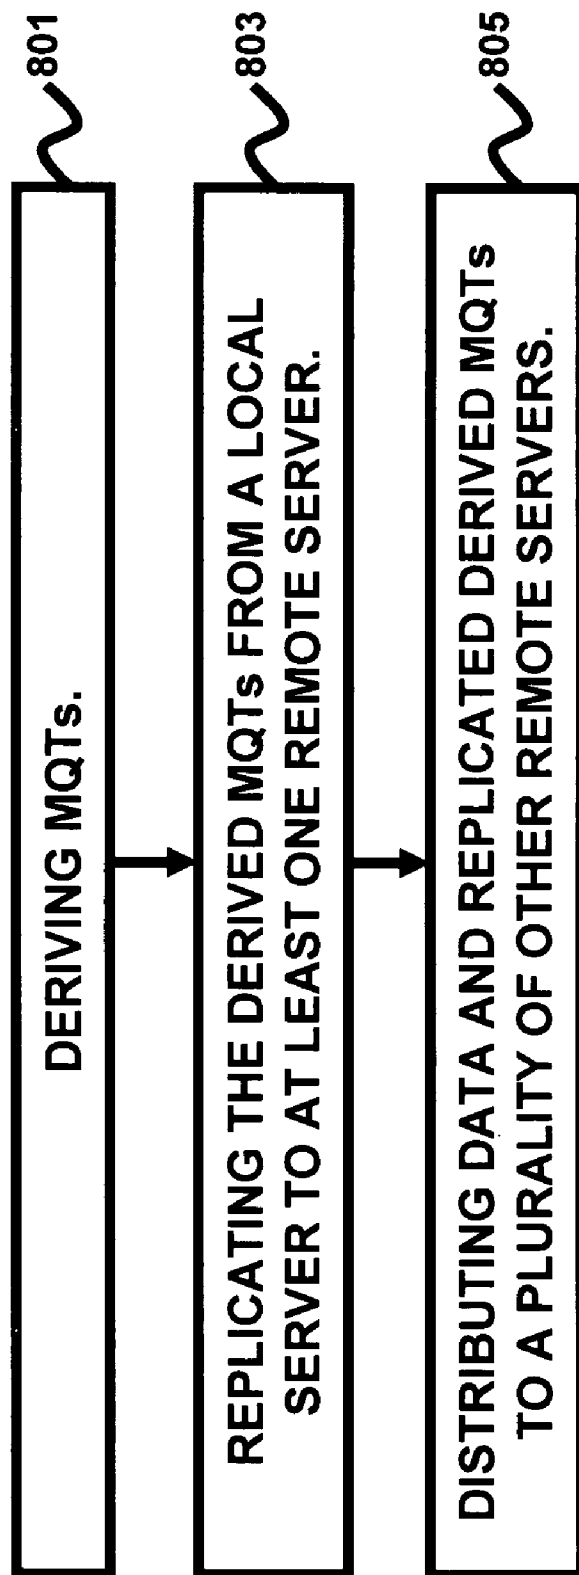 801
DERIVING MQTs.
803
REPLICATING THE DERIVED MQTs FROM A LOCAL
SERVER TO AT LEAST ONE REMOTE SERVER.
805
DISTRIBUTING DATA AND REPLICATED DERIVED MQTs
TO A PLURALITY OF OTHER REMOTE SERVERS.